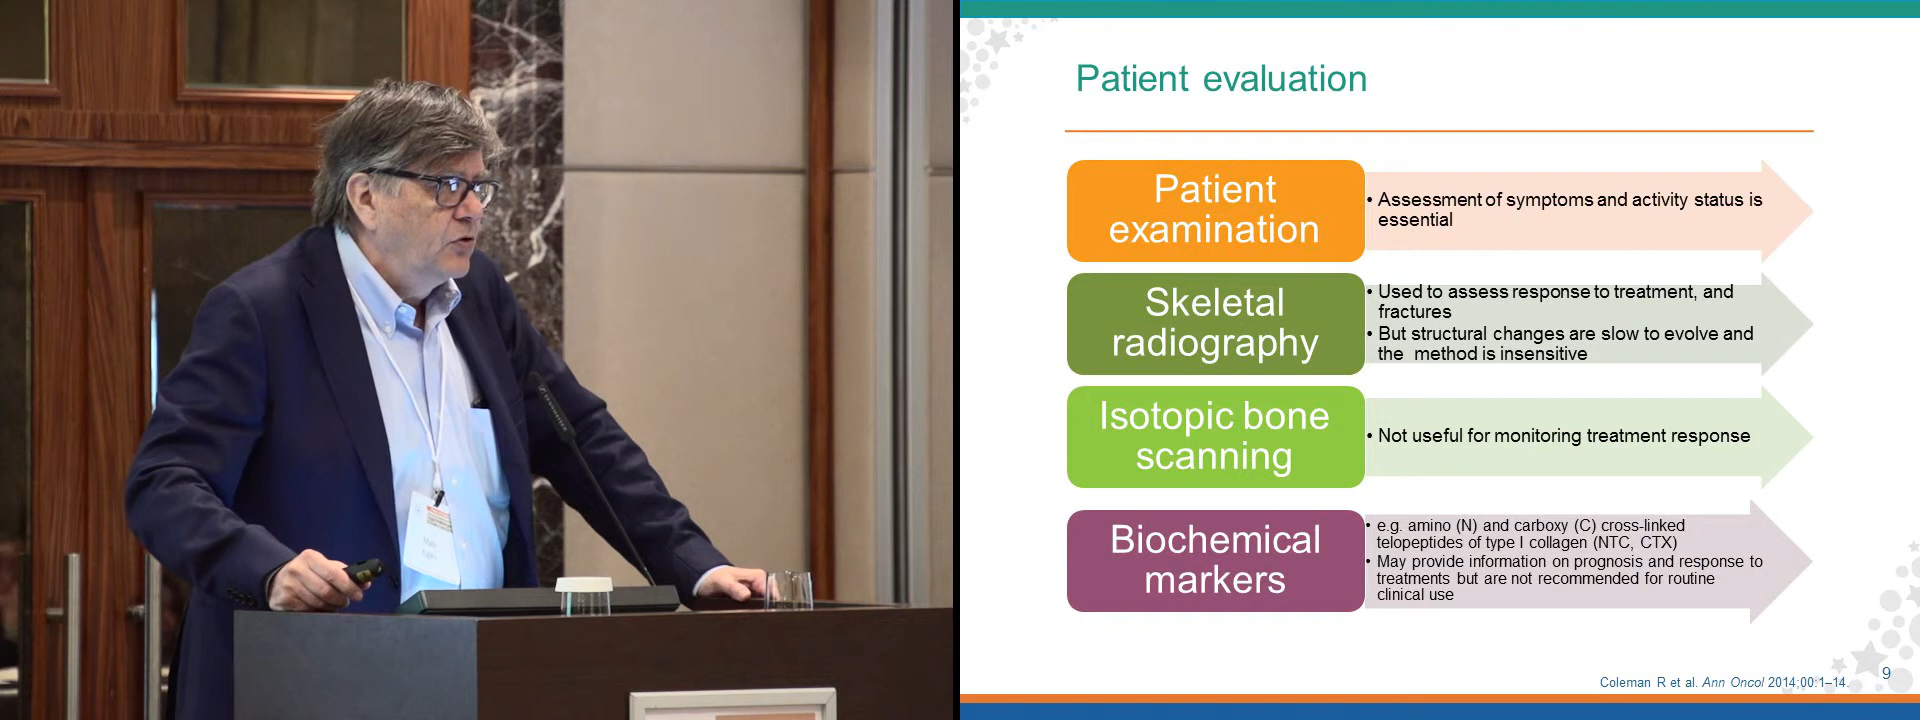 Patient evaluation
Patient
examination
• Assessment of symptoms and activity status is
essential
Skeletal
radiography
• Used to assess response to treatment, and
fractures
• But structural changes are slow to evolve and
the method is insensitive
Isotopic bone
scanning
• Not useful for monitoring treatment response
Biochemical
markers
• e.g. amino (N) and carboxy (C) cross-linked
telopeptides of type I collagen (NTC, CTX)
• May provide information on prognosis and response to
treatments but are not recommended for routine
clinical use
Coleman R et al. Ann Oncol 2014;00:1–14.
9